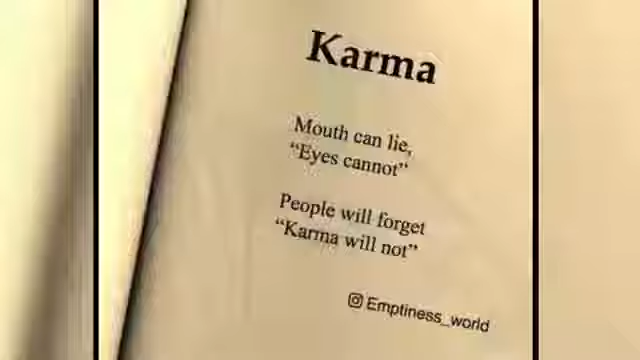 Karma
Mouth can lie,
“Eyes cannot”
People will forget
“Karma will not”
Emptiness_world